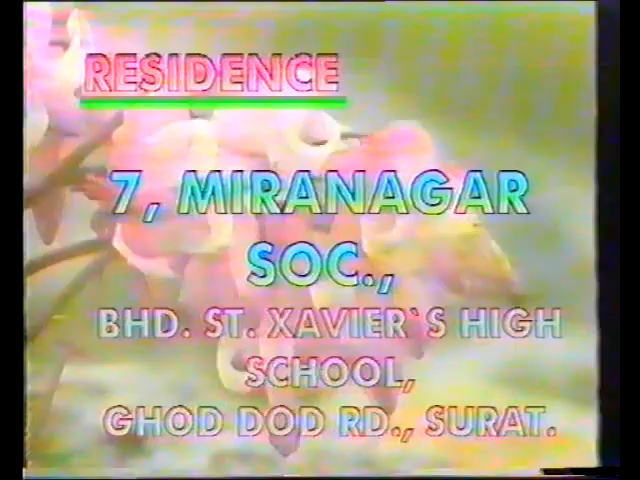 RESIDENCE
7, MIRANAGAR
SOC.,
BHD. ST. XAVIER`S HIGH
SCHOOL,
GHOD DOD RD., SURAT.